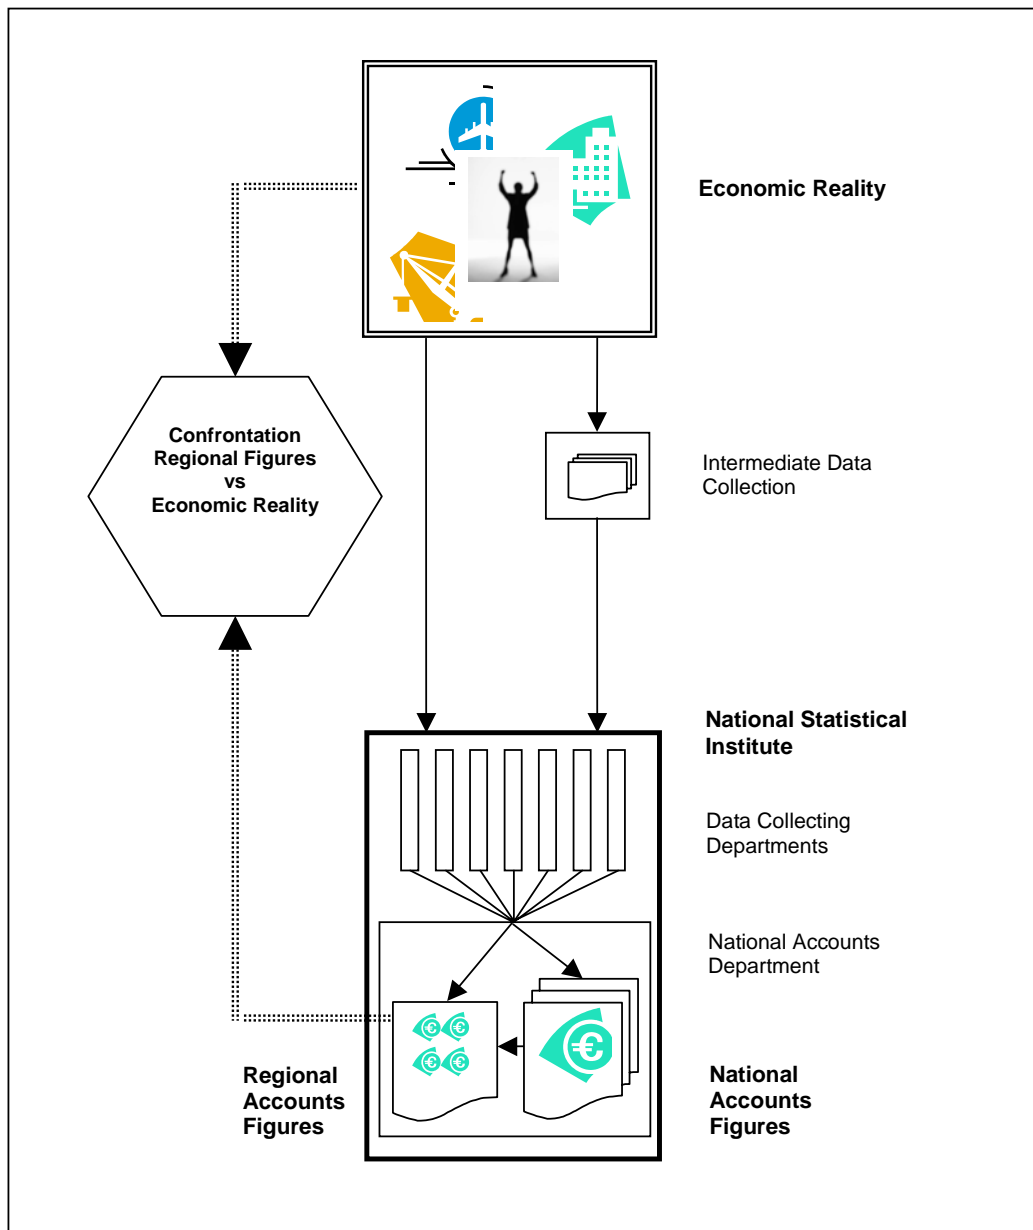 Economic Reality
Confrontation
Regional Figures
vs
Economic Reality
Intermediate Data
Collection
National Statistical
Institute
Data Collecting
Departments
National Accounts
Department
€ €
€ €
€
Regional
Accounts
Figures
National
Accounts
Figures